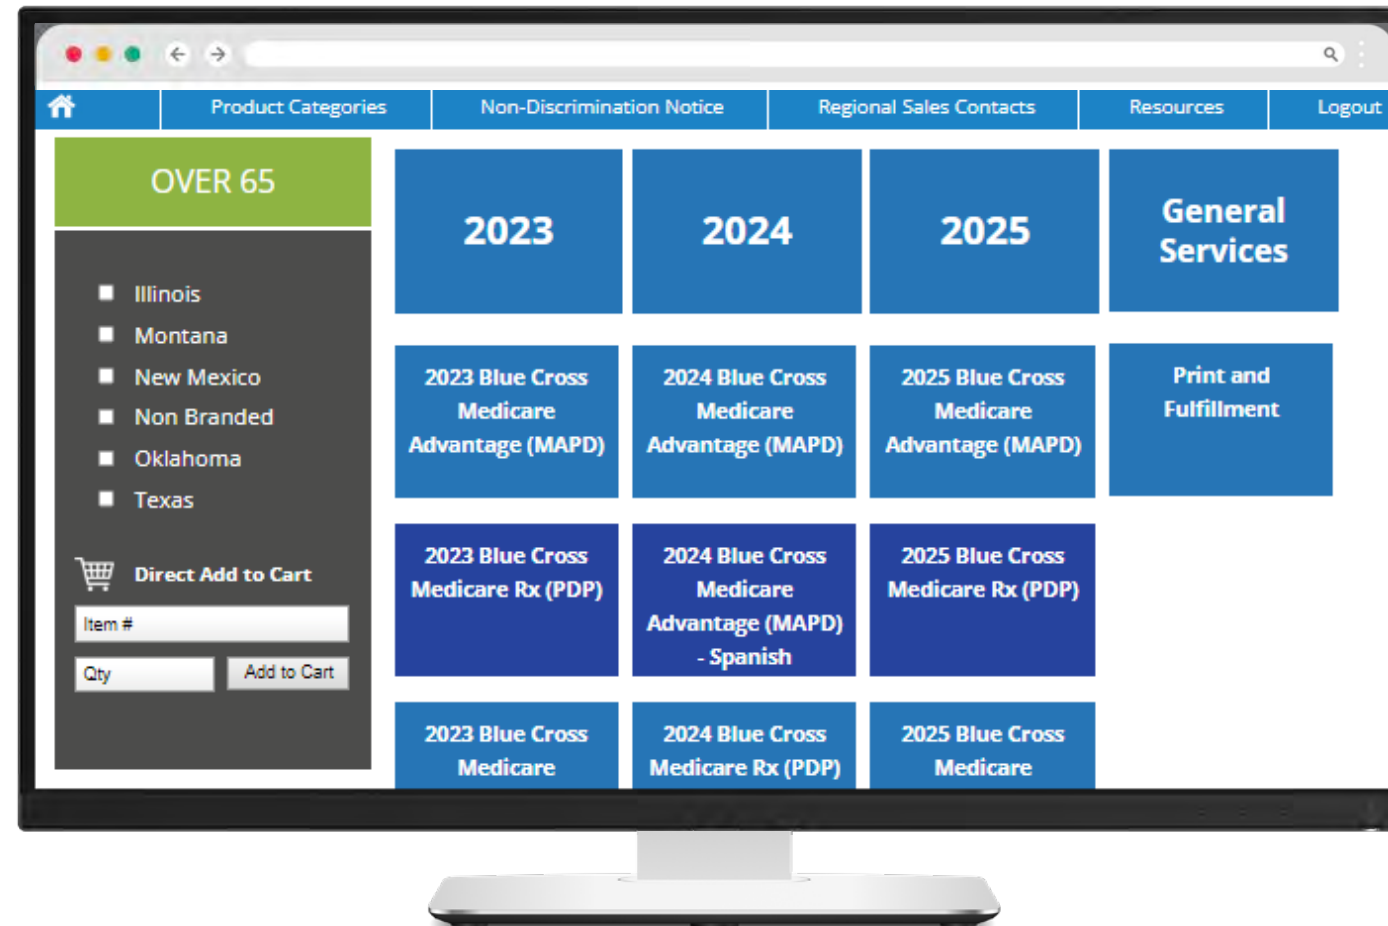 Product Categories
Non-Discrimination Notice
Regional Sales Contacts
Resources
Logout
OVER 65
Illinois
Montana
New Mexico
Non Branded
Oklahoma
Texas
Direct Add to Cart
Item #
Qty
Add to Cart
2023
2024
2025
General
Services
2023 Blue Cross
Medicare
Advantage (MAPD)
2024 Blue Cross
Medicare
Advantage (MAPD)
2025 Blue Cross
Medicare
Advantage (MAPD)
Print and
Fulfillment
2023 Blue Cross
Medicare Rx (PDP)
2024 Blue Cross
Medicare
Advantage (MAPD)
- Spanish
2025 Blue Cross
Medicare Rx (PDP)
2023 Blue Cross
Medicare
2024 Blue Cross
Medicare Rx (PDP)
2025 Blue Cross
Medicare